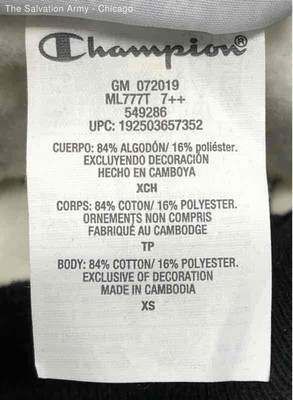 The Salvation Army - Chicago
Champion
GM 072019
ML777T 7++
549286
UPC: 192503657352
CUERPO: 84% ALGODÓN/ 16% poliéster.
EXCLUYENDO DECORACIÓN
HECHO EN CAMBOYA
XCH
CORPS: 84% COTON/ 16% POLYESTER.
ORNEMENTS NON COMPRIS
FABRIQUÉ AU CAMBODGE
TP
BODY: 84% COTTON/ 16% POLYESTER.
EXCLUSIVE OF DECORATION
MADE IN CAMBODIA
XS